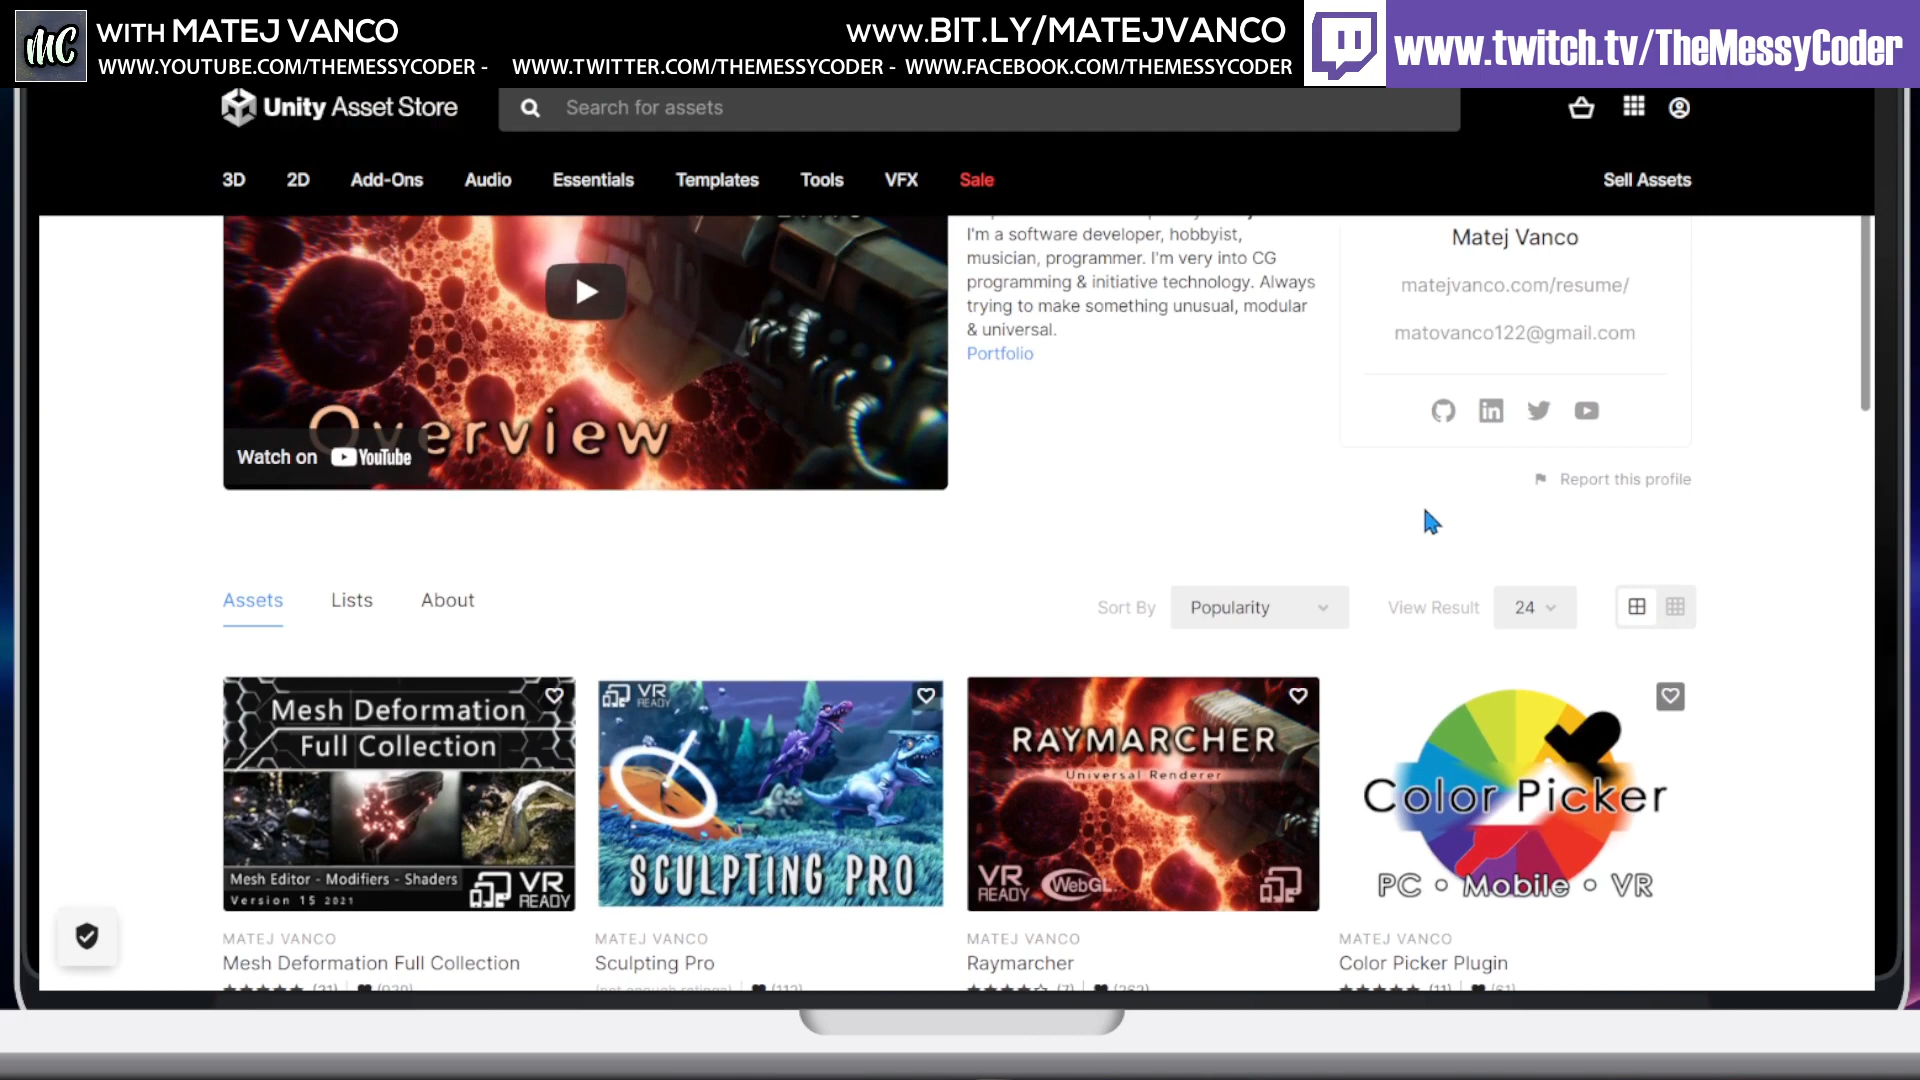 MC WITH MATEJ VANCO
WWW.BIT.LY/MATEJVANCO
WWW.YOUTUBE.COM/THEMESSYCODER - WWW.TWITTER.COM/THEMESSYCODER - WWW.FACEBOOK.COM/THEMESSYCODER
www.twitch.tv/TheMessyCoder
Unity Asset Store
Search for assets
3D 2D Add-Ons Audio Essentials Templates Tools VFX Sale Sell Assets
I'm a software developer, hobbyist,
musician, programmer. I'm very into CG
programming & initiative technology. Always
trying to make something unusual, modular
& universal.
Portfolio
Matej Vanco
matejvanco.com/resume/
matovanco122@gmail.com
Report this profile
Overview
Watch on YouTube
Assets Lists About
Sort By Popularity View Result 24
Mesh Deformation
Full Collection
Mesh Editor - Modifiers - Shaders
Version 15 2021
VR
READY
VR
READY
SCULPTING PRO
RAYMARCHER
Universal Renderer
VR
READY
WebGL
Color Picker
PC • Mobile • VR
MATEJ VANCO
Mesh Deformation Full Collection
MATEJ VANCO
Sculpting Pro
MATEJ VANCO
Raymarcher
(7)
MATEJ VANCO
Color Picker Plugin
(11)